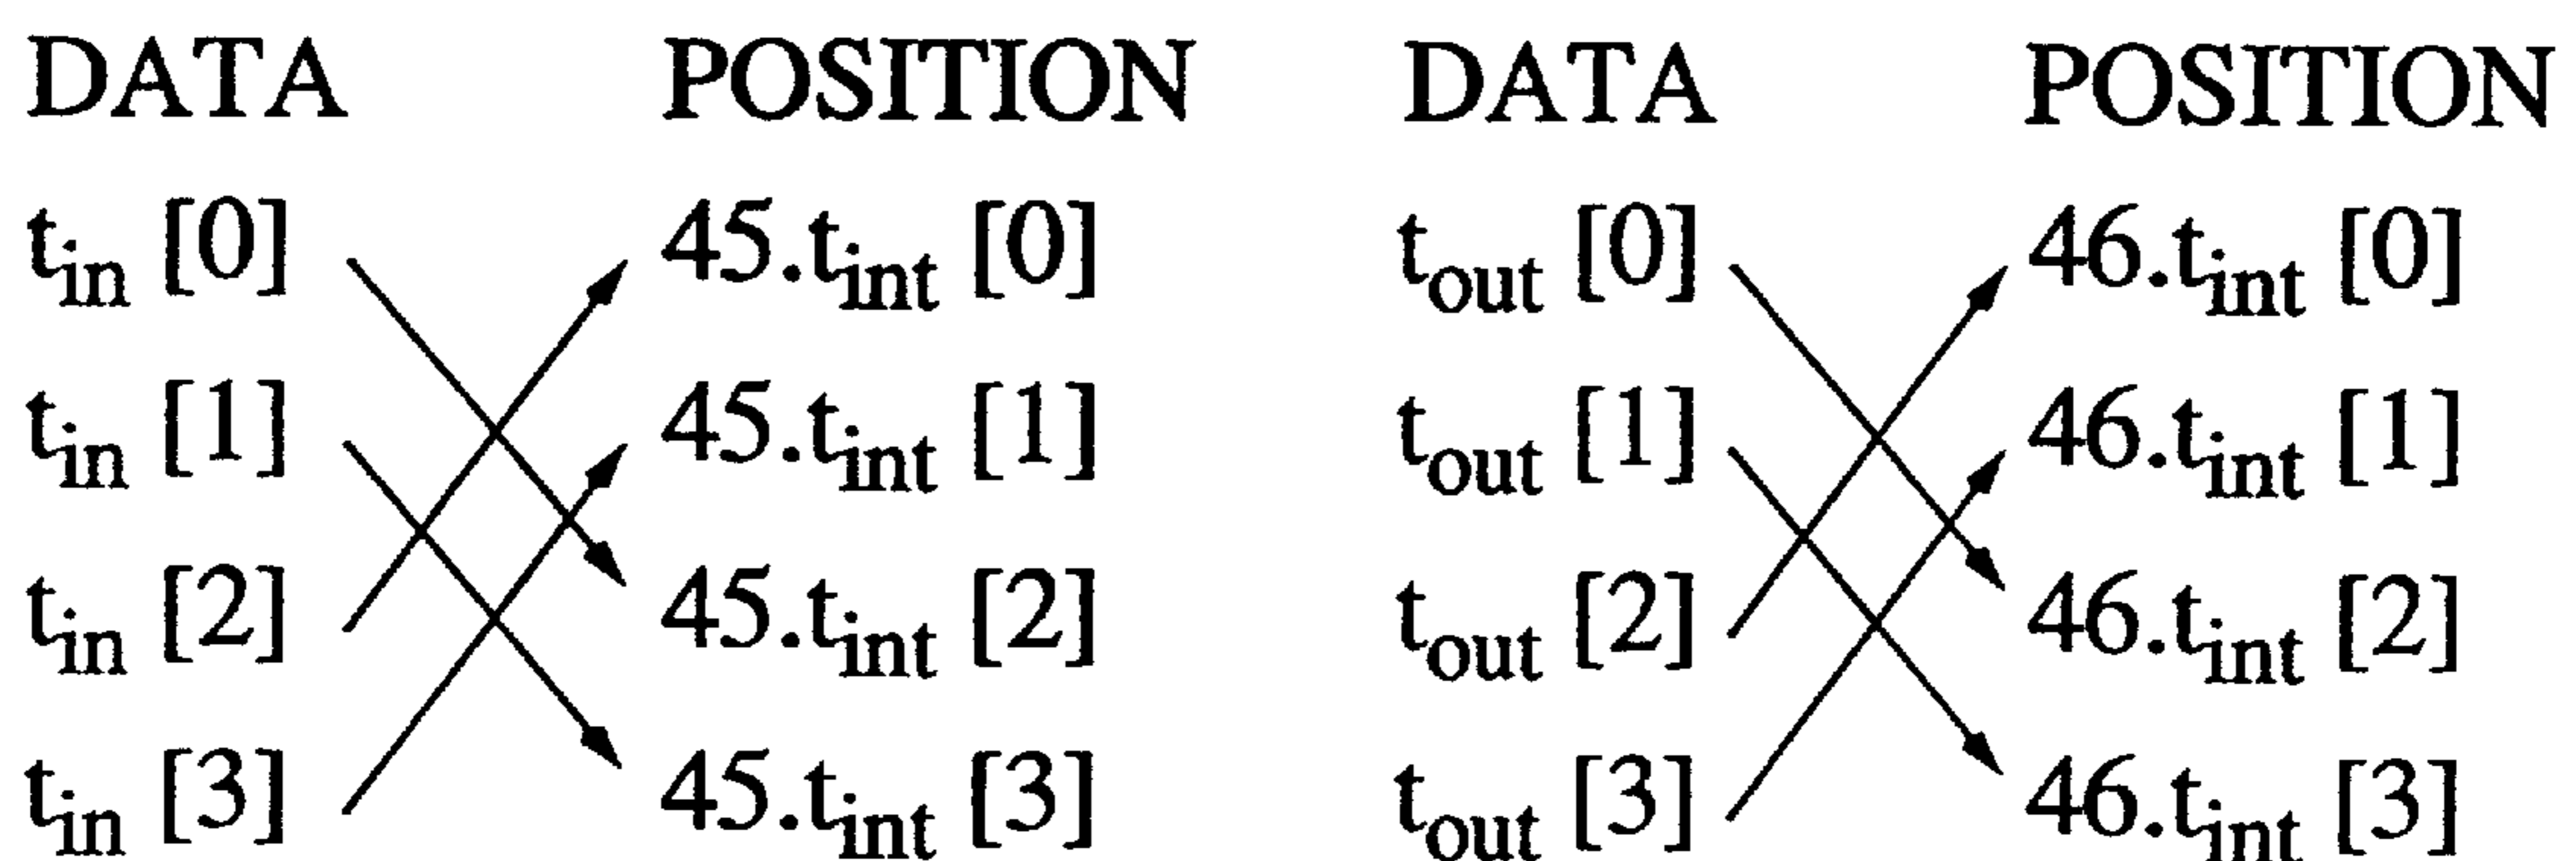 DATA POSITION DATA POSITION
t_in [0] 45.t_int [0] t_out [0] 46.t_int [0]
t_in [1] 45.t_int [1] t_out [1] 46.t_int [1]
t_in [2] 45.t_int [2] t_out [2] 46.t_int [2]
t_in [3] 45.t_int [3] t_out [3] 46.t_int [3]